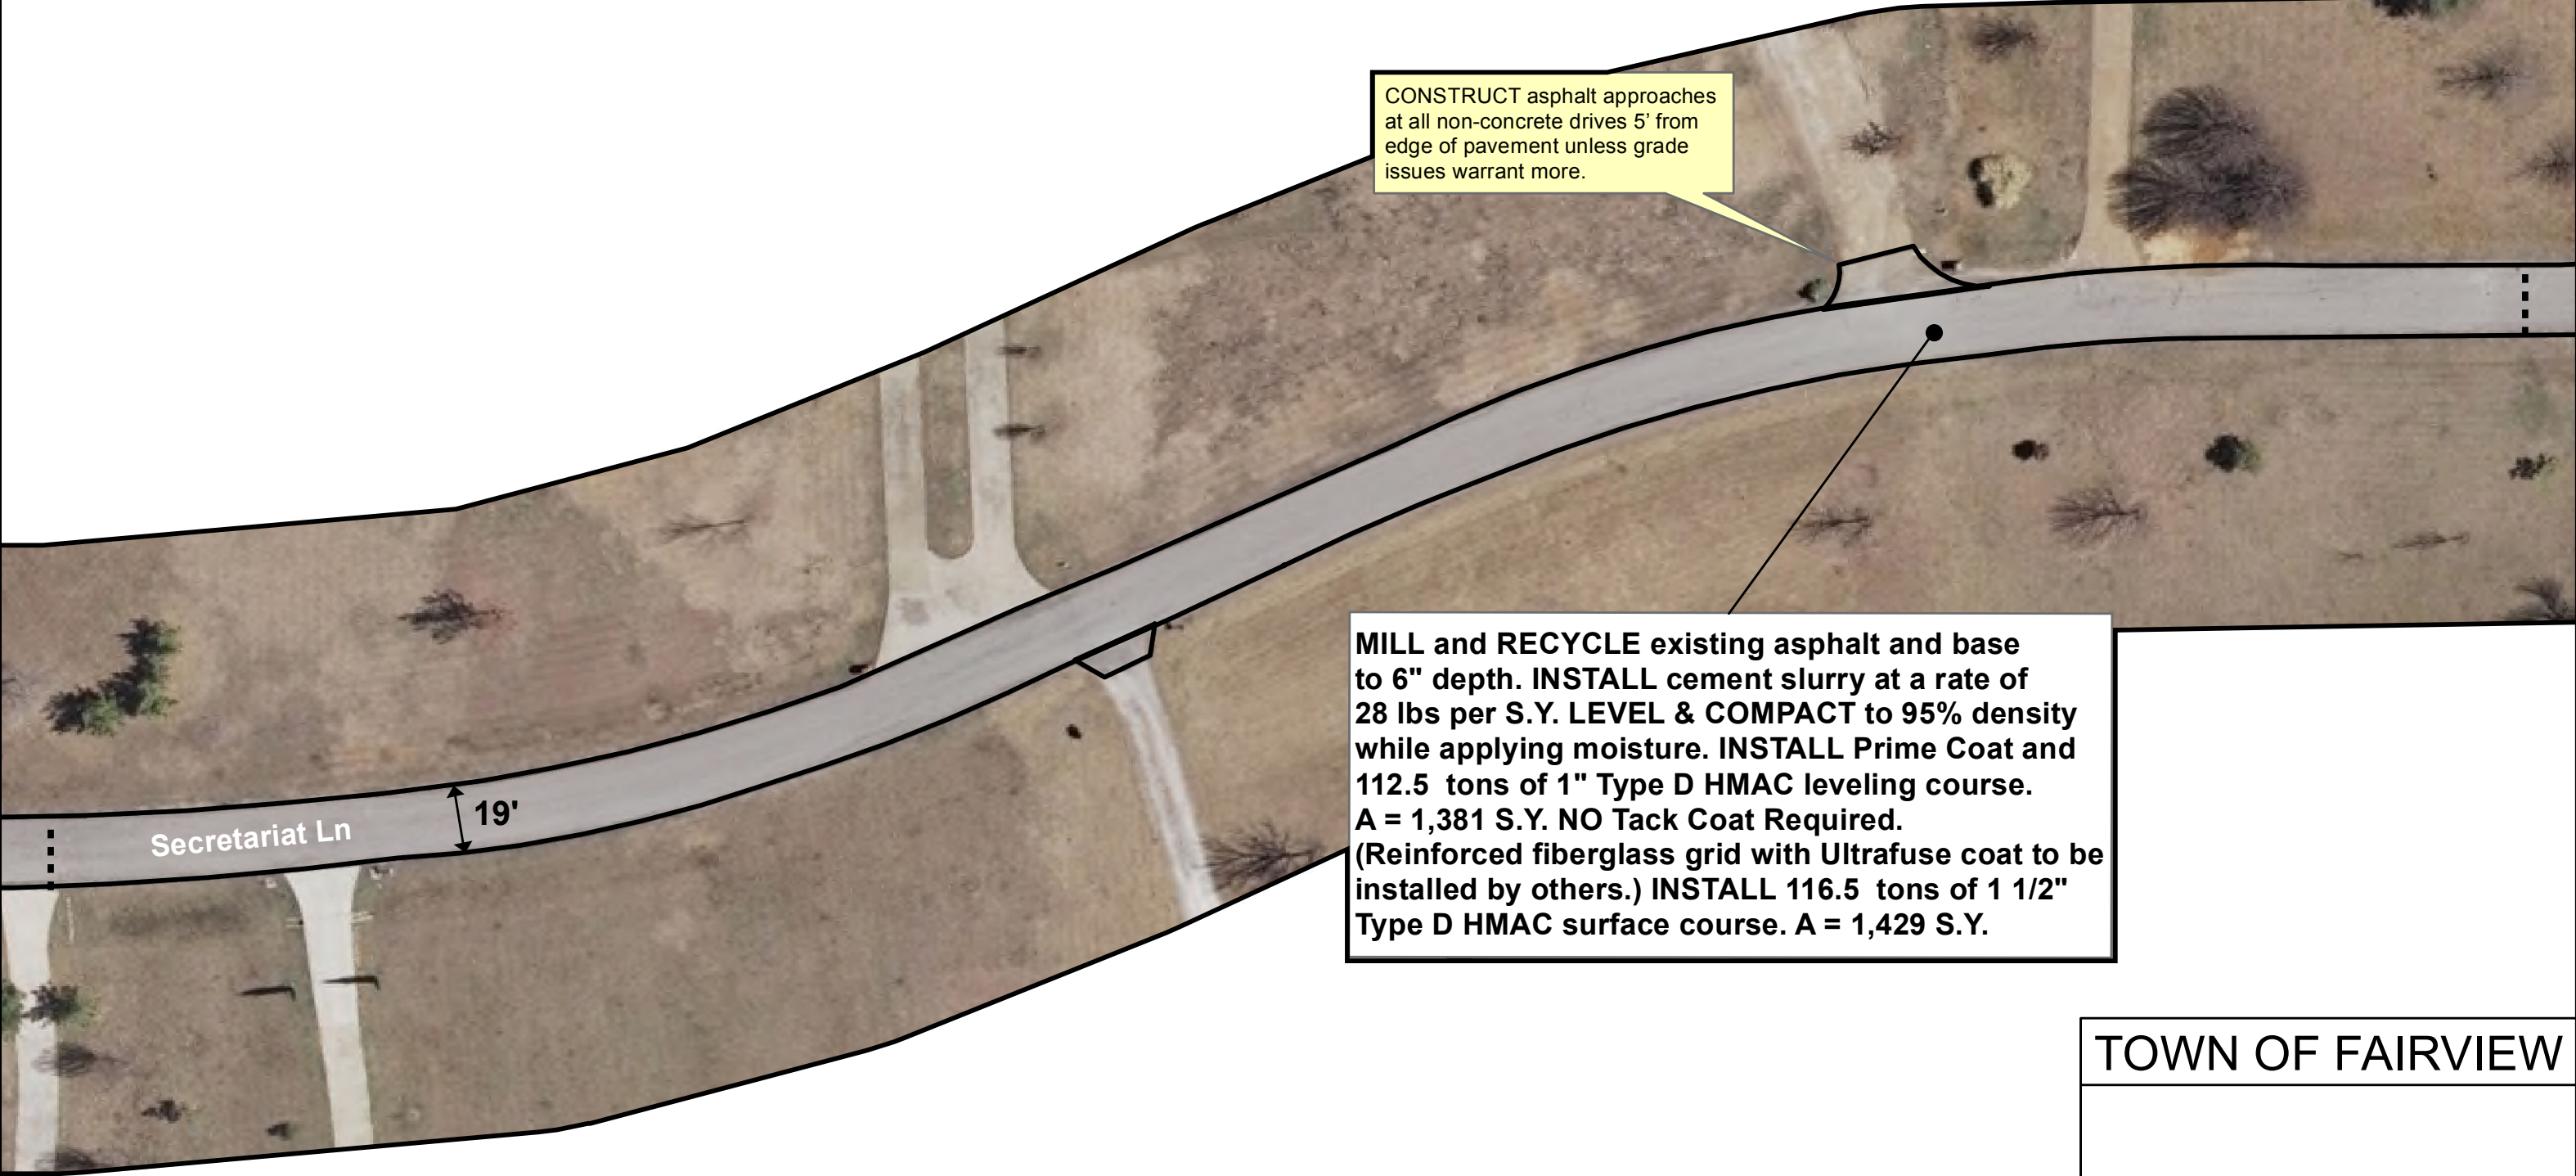 CONSTRUCT asphalt approaches
at all non-concrete drives 5’ from
edge of pavement unless grade
issues warrant more.
MILL and RECYCLE existing asphalt and base
to 6" depth. INSTALL cement slurry at a rate of
28 lbs per S.Y. LEVEL & COMPACT to 95% density
while applying moisture. INSTALL Prime Coat and
112.5 tons of 1" Type D HMAC leveling course.
A = 1,381 S.Y. NO Tack Coat Required.
(Reinforced fiberglass grid with Ultrafuse coat to be
installed by others.) INSTALL 116.5 tons of 1 1/2"
Type D HMAC surface course. A = 1,429 S.Y.
19'
Secretariat Ln
TOWN OF FAIRVIEW